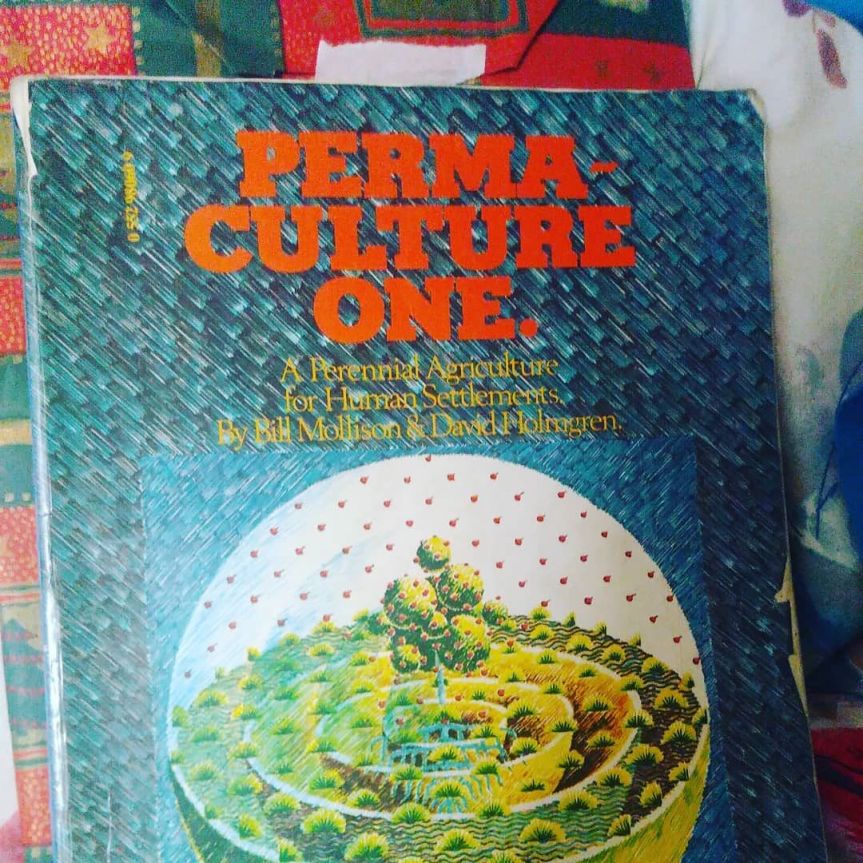 PERMA-
CULTURE
ONE.
A Perennial Agriculture
for Human Settlements.
By Bill Mollison & David Holmgren.